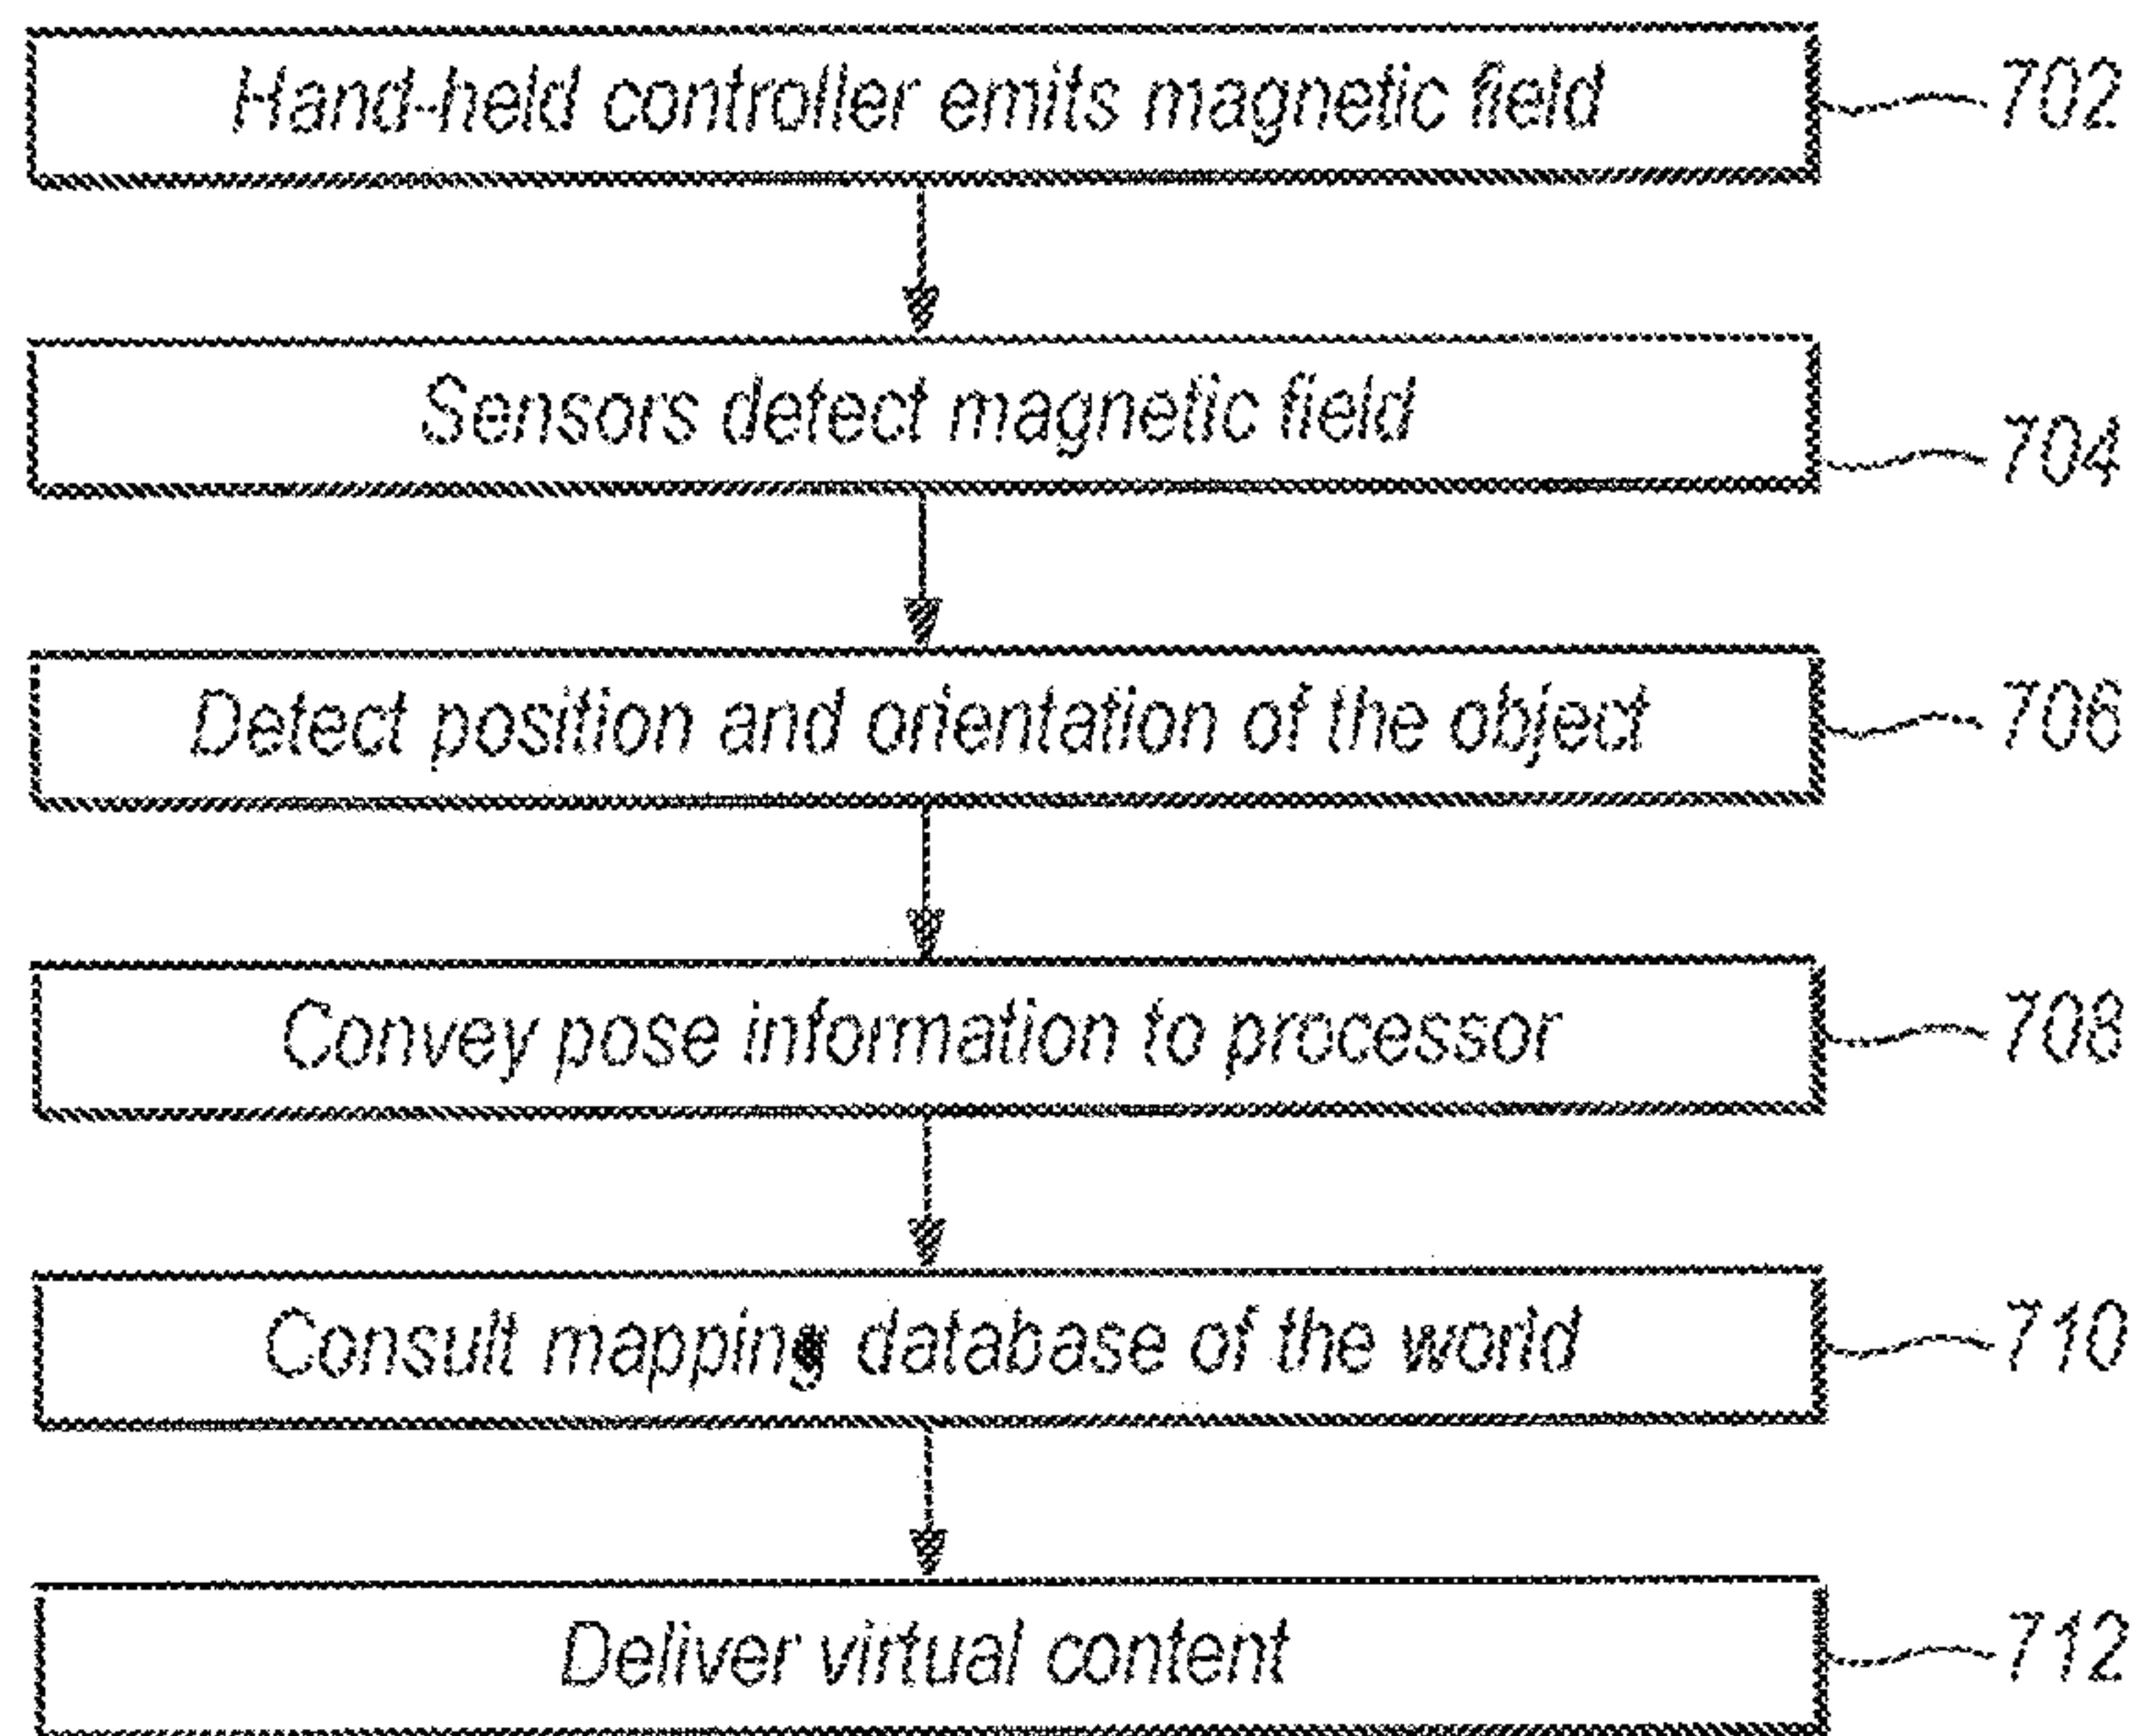 Hand-held controller emits magnetic field
702
Sensors detect magnetic field
704
Detect position and orientation of the object
706
Convey pose information to processor
708
Consult mapping database of the world
710
Deliver virtual content
712